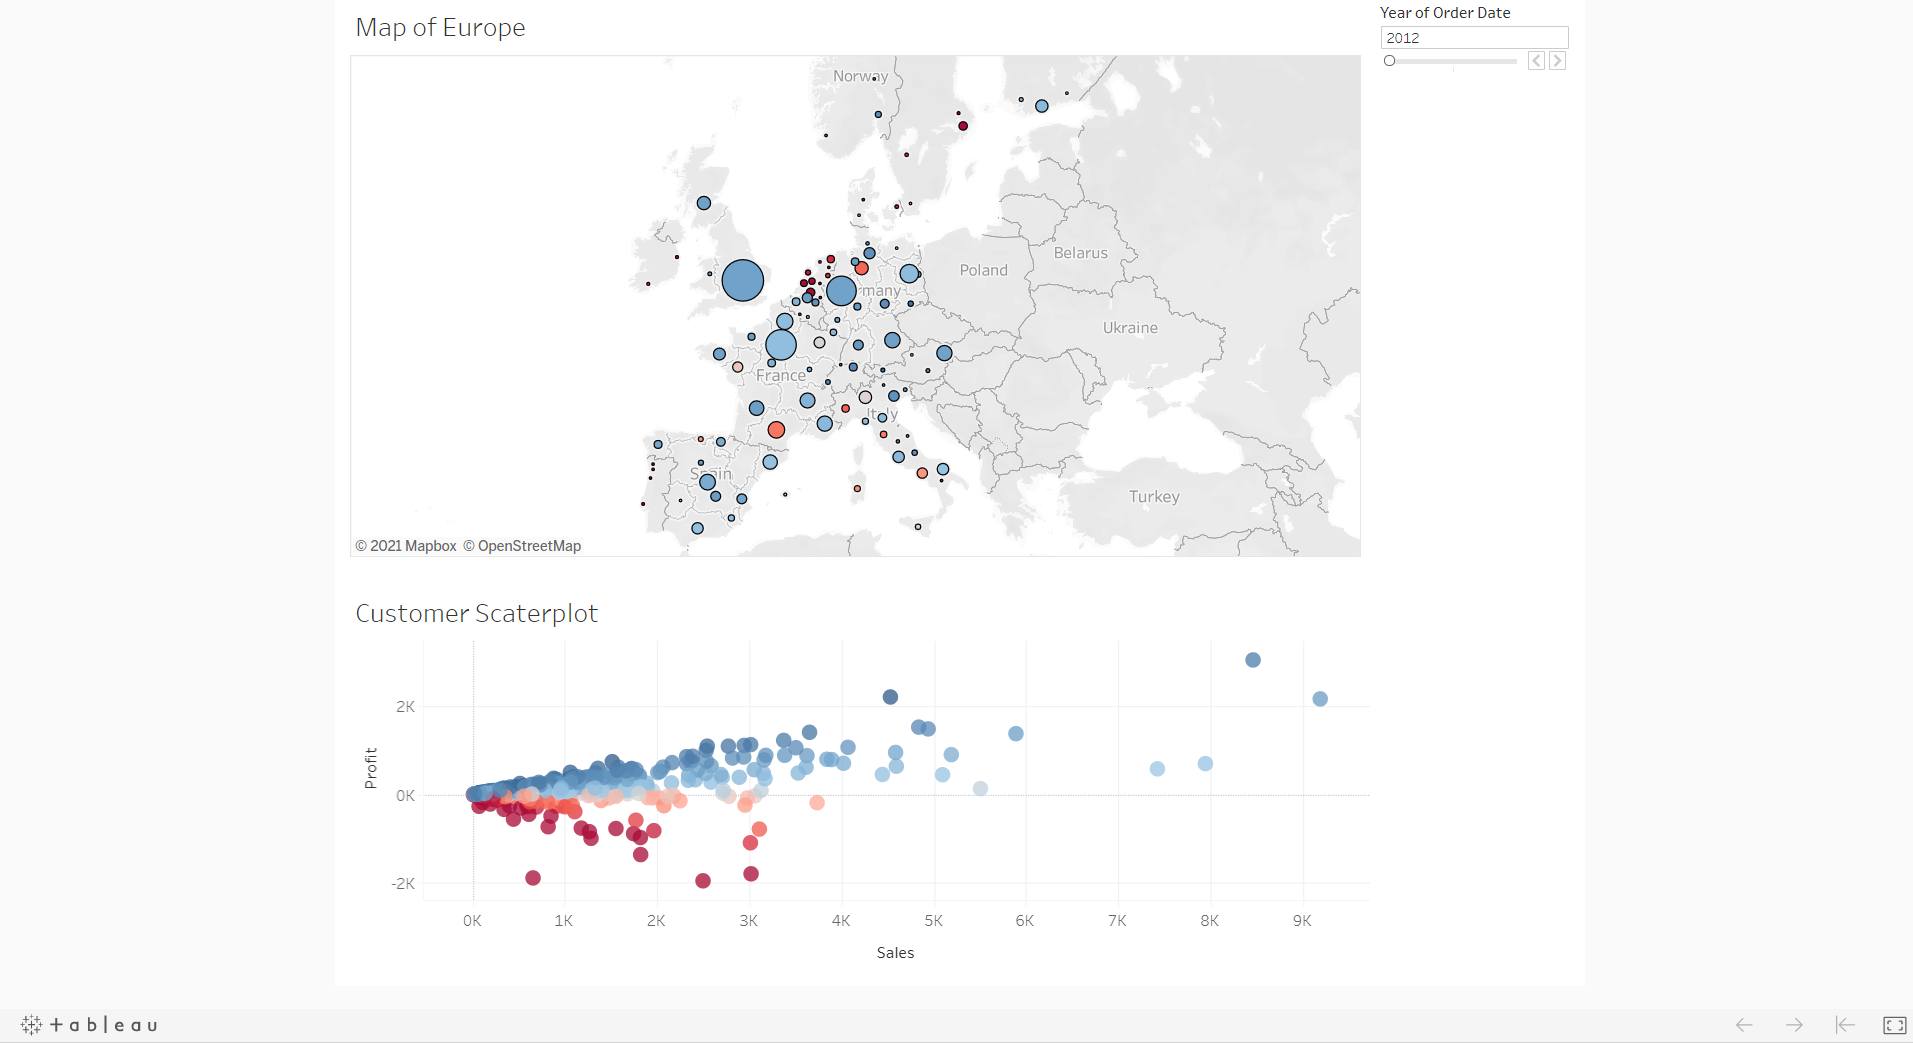 Map of Europe
Year of Order Date
2012
Norway
Poland
Belarus
Ukraine
France
Italy
Spain
Turkey
© 2021 Mapbox © OpenStreetMap
Customer Scaterplot
Profit
2K
0K
-2K
0K 1K 2K 3K 4K 5K 6K 7K 8K 9K
Sales
+ableau